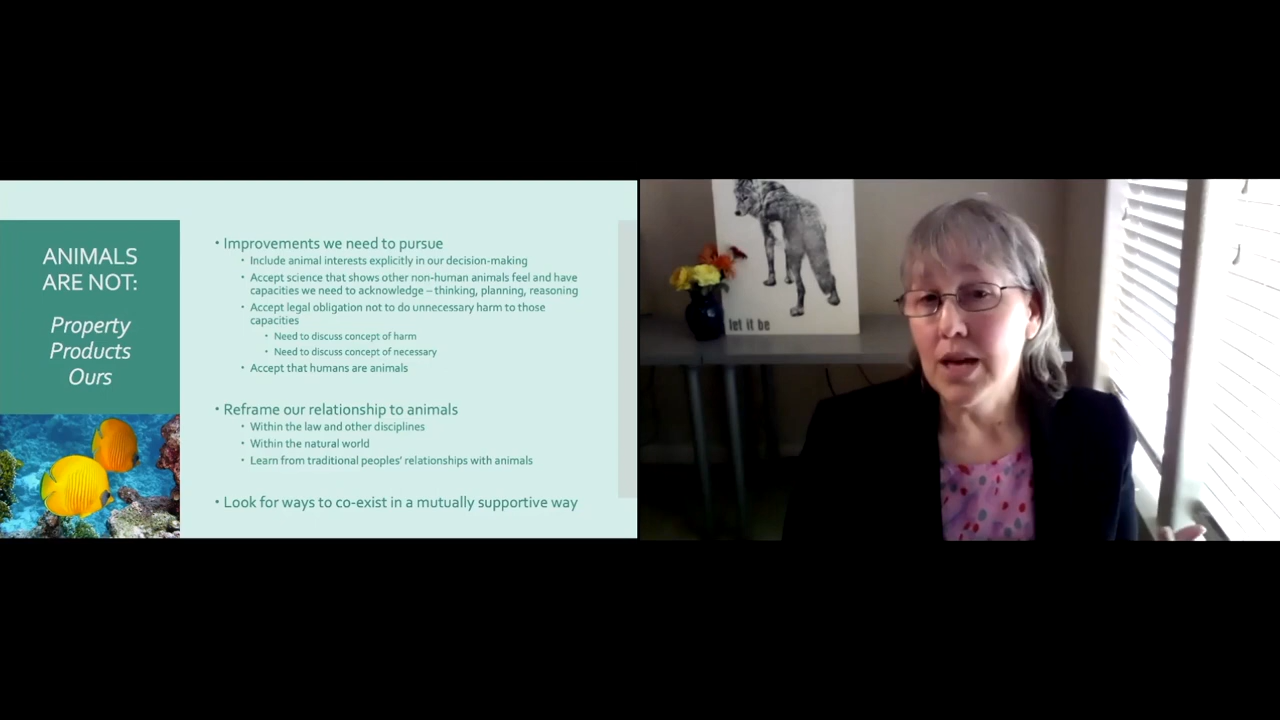 ANIMALS
ARE NOT:
Property
Products
Ours
• Improvements we need to pursue
• Include animal interests explicitly in our decision-making
• Accept science that shows other non-human animals feel and have
capacities we need to acknowledge – thinking, planning, reasoning
• Accept legal obligation not to do unnecessary harm to those
capacities
• Need to discuss concept of harm
• Need to discuss concept of necessary
• Accept that humans are animals
• Reframe our relationship to animals
• Within the law and other disciplines
• Within the natural world
• Learn from traditional peoples’ relationships with animals
• Look for ways to co-exist in a mutually supportive way
let it be